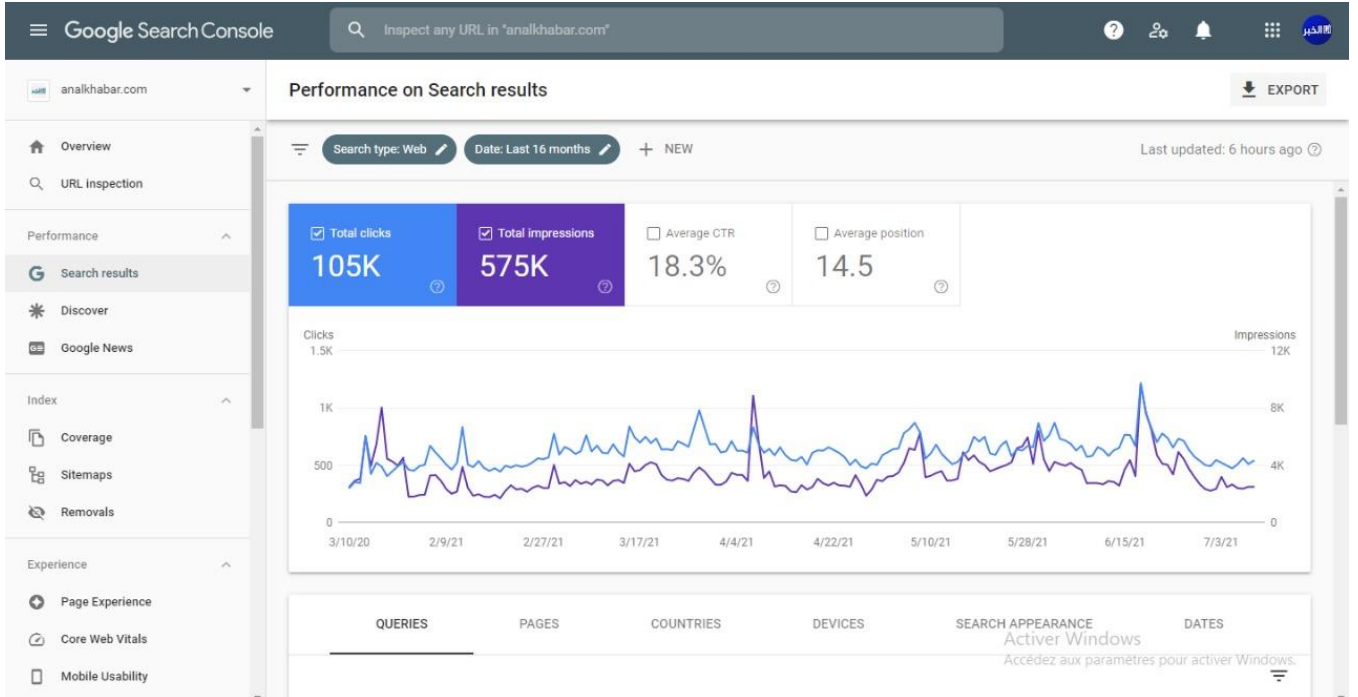 Google Search Console
Inspect any URL in "analkhabar.com"
analkhabar.com
Overview
URL inspection
Performance
Search results
Discover
Google News
Index
Coverage
Sitemaps
Removals
Experience
Page Experience
Core Web Vitals
Mobile Usability
Performance on Search results
EXPORT
Search type: Web
Date: Last 16 months
NEW
Last updated: 6 hours ago
Total clicks
105K
Total impressions
575K
Average CTR
18.3%
Average position
14.5
Clicks
Impressions
1.5K
12K
1K
8K
500
4K
0
0
3/10/20 2/9/21 2/27/21 3/17/21 4/4/21 4/22/21 5/10/21 5/28/21 6/15/21 7/3/21
QUERIES PAGES COUNTRIES DEVICES SEARCH APPEARANCE DATES
Activer Windows
Accédez aux paramètres pour activer Windows.